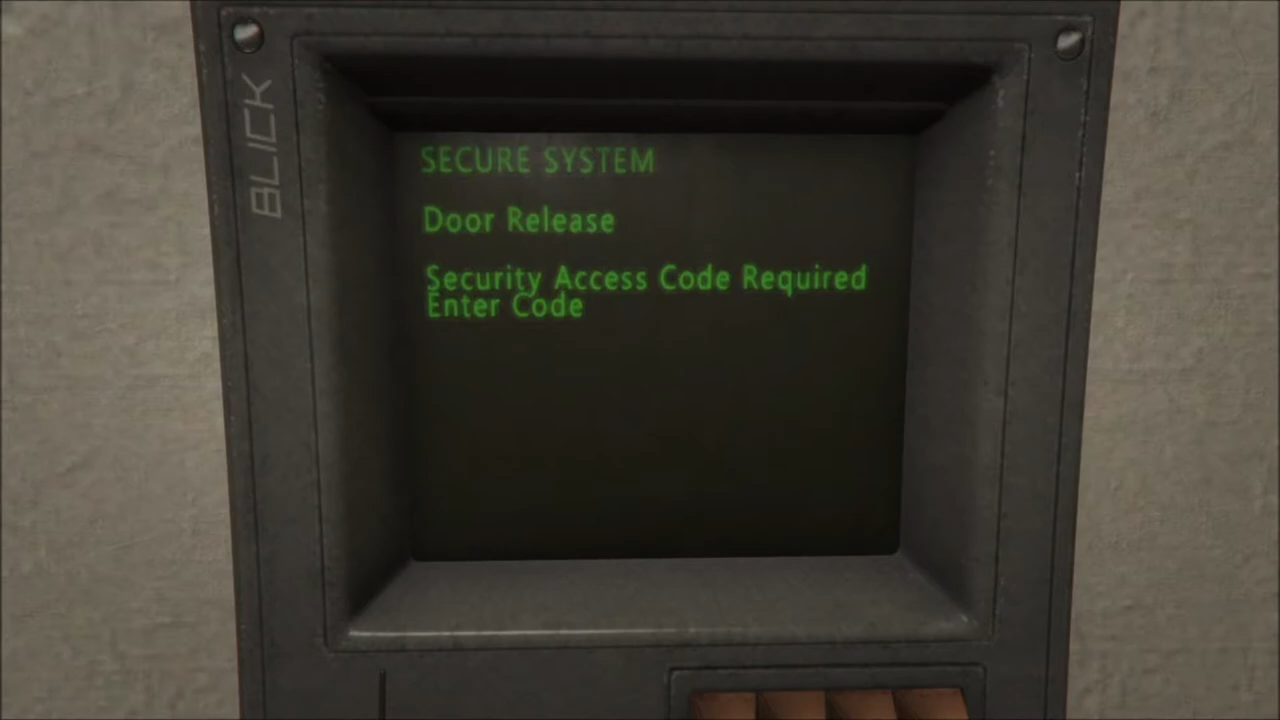 BLICK
SECURE SYSTEM
Door Release
Security Access Code Required
Enter Code